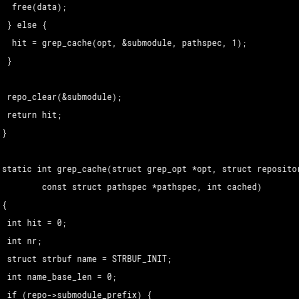 free(data);
} else {
hit = grep_cache(opt, &submodule, pathspec, 1);
}
repo_clear(&submodule);
return hit;
}
static int grep_cache(struct grep_opt *opt, struct repositor
const struct pathspec *pathspec, int cached)
{
int hit = 0;
int nr;
struct strbuf name = STRBUF_INIT;
int name_base_len = 0;
if (repo->submodule_prefix) {